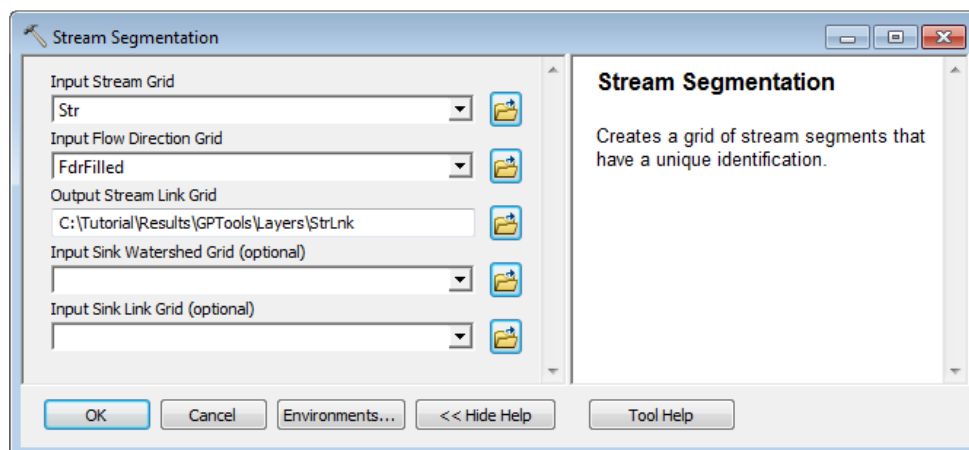 Stream Segmentation
Input Stream Grid
Str
Input Flow Direction Grid
FdrFilled
Output Stream Link Grid
C:\Tutorial\Results\GPTools\Layers\StrLnk
Input Sink Watershed Grid (optional)
Input Sink Link Grid (optional)
Stream Segmentation
Creates a grid of stream segments that
have a unique identification.
OK
Cancel
Environments...
<< Hide Help
Tool Help